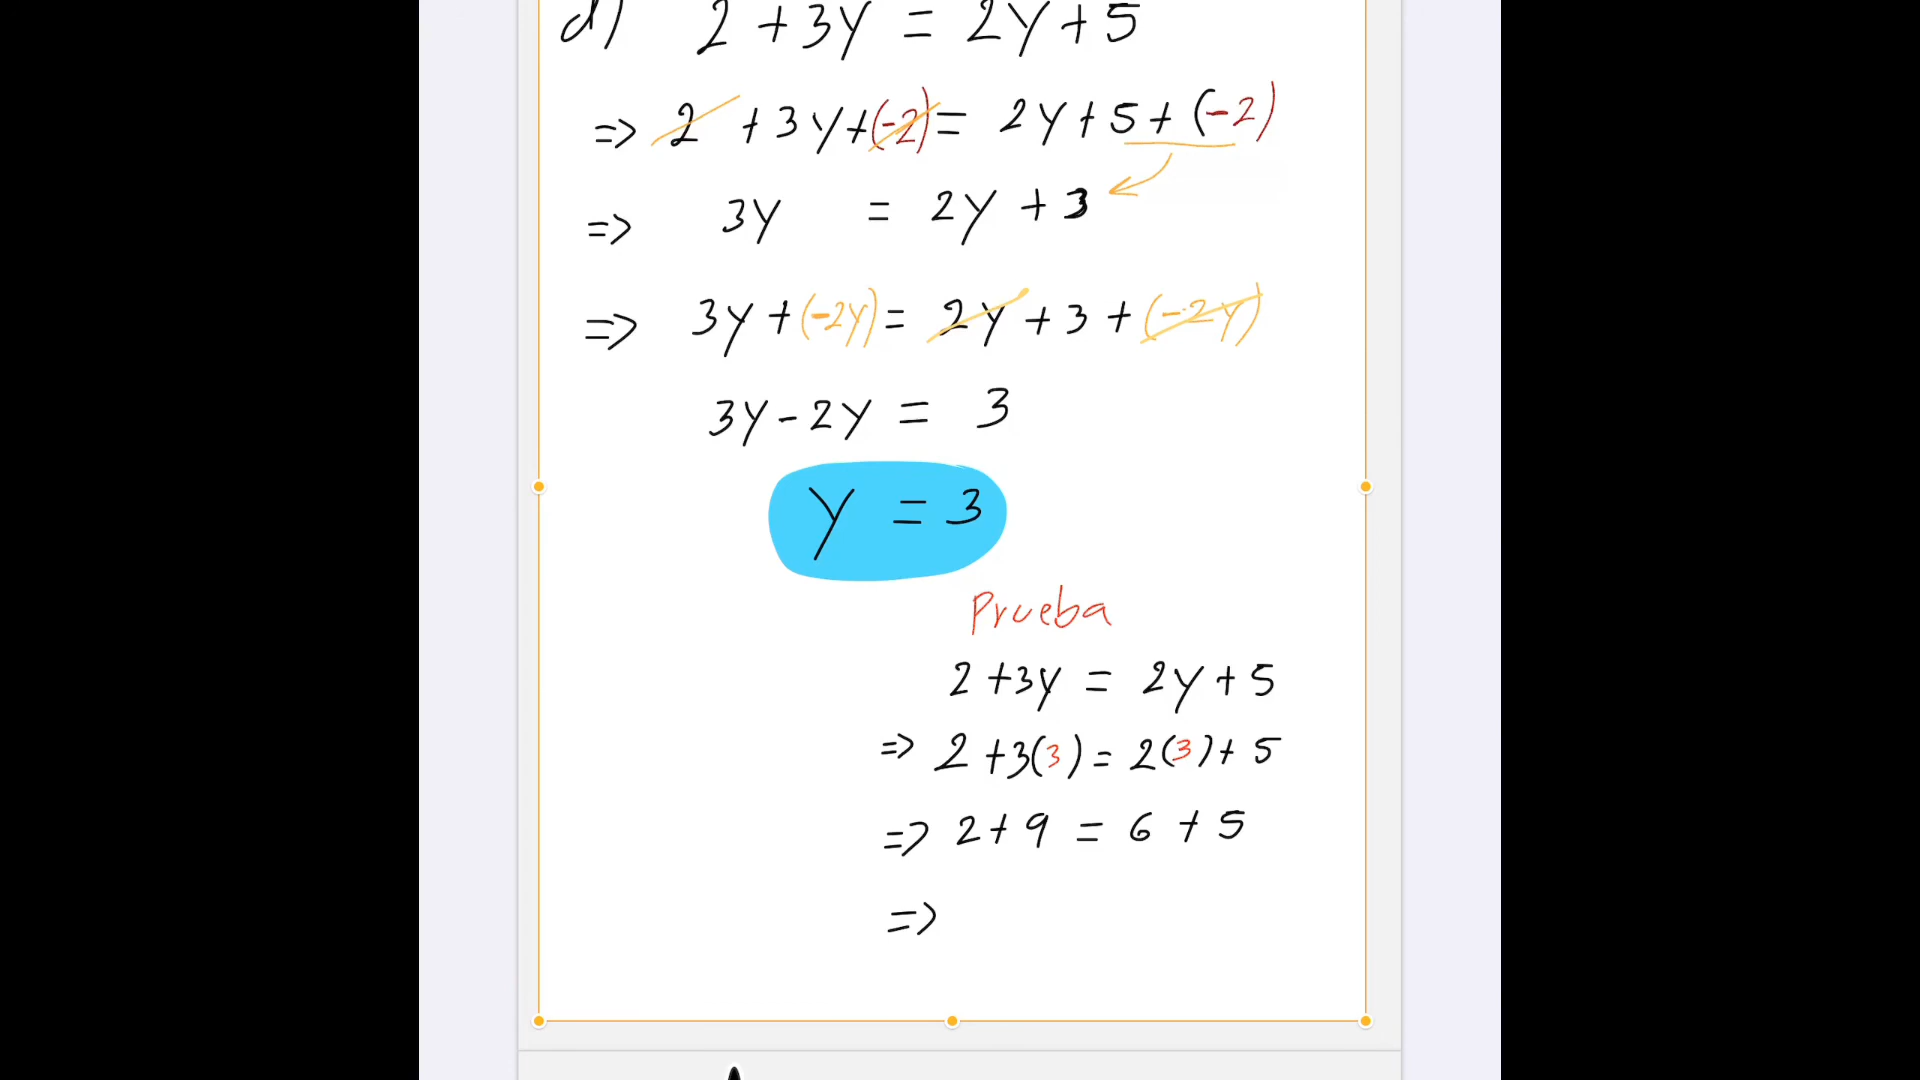 d) 2 + 3y = 2y + 5
=> 2 + 3y + (-2) = 2y + 5 + (-2)
=> 3y = 2y + 3
=> 3y + (-2y) = 2y + 3 + (-2y)
3y - 2y = 3
y = 3
Prueba
2 + 3y = 2y + 5
=> 2 + 3(3) = 2(3) + 5
=> 2 + 9 = 6 + 5
=>